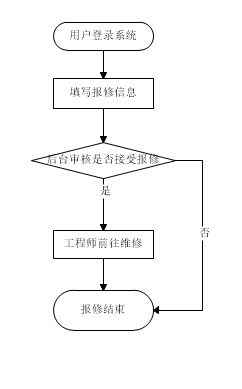 用户登录系统
填写报修信息
后台审核是否接受报修
是
否
工程师前往维修
报修结束